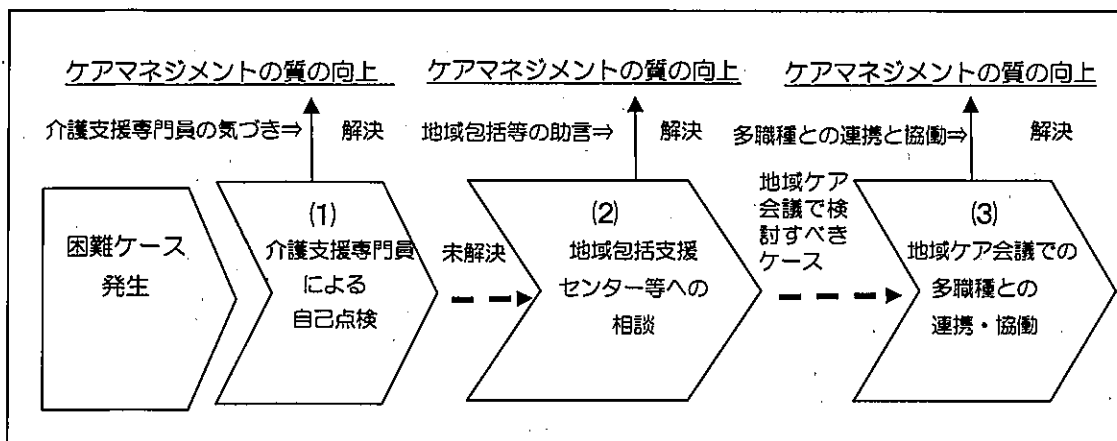 ケアマネジメントの質の向上
ケアマネジメントの質の向上
ケアマネジメントの質の向上
介護支援専門員の気づき⇒
解決
地域包括等の助言⇒
解決
多職種との連携と協働⇒
解決
困難ケース
発生
(1)
介護支援専門員
による
自己点検
未解決
(2)
地域包括支援
センター等への
相談
地域ケア
会議で検
討すべき
ケース
(3)
地域ケア会議での
多職種との
連携・協働